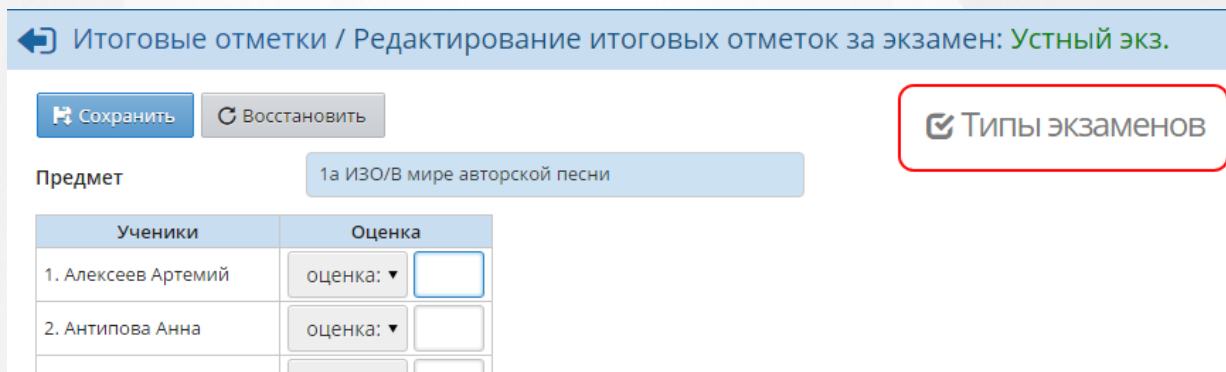 Итоговые отметки / Редактирование итоговых отметок за экзамен: Устный экз.
Сохранить
Восстановить
Типы экзаменов
Предмет
1а ИЗО/В мире авторской песни
Ученики
Оценка
1. Алексеев Артемий
оценка:
2. Антипова Анна
оценка: